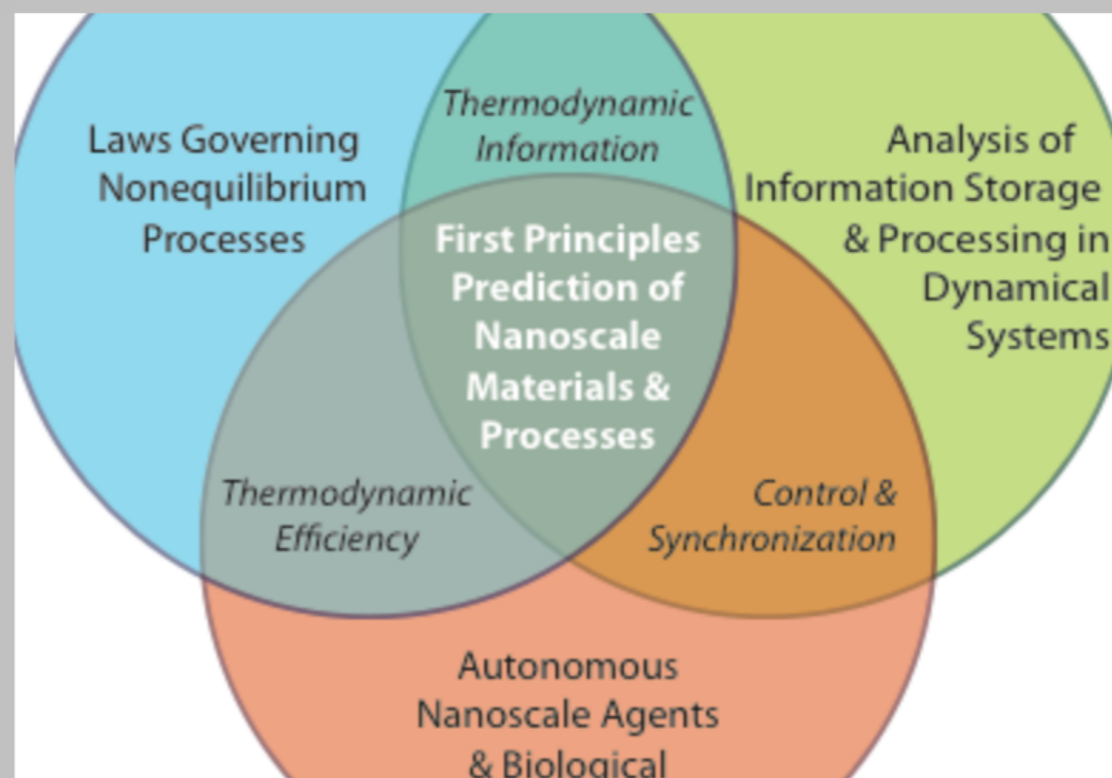 Thermodynamic
Information
Laws Governing
Nonequilibrium
Processes
Analysis of
Information Storage
& Processing in
Dynamical
Systems
First Principles
Prediction of
Nanoscale
Materials &
Processes
Thermodynamic
Efficiency
Control &
Synchronization
Autonomous
Nanoscale Agents
& Biological